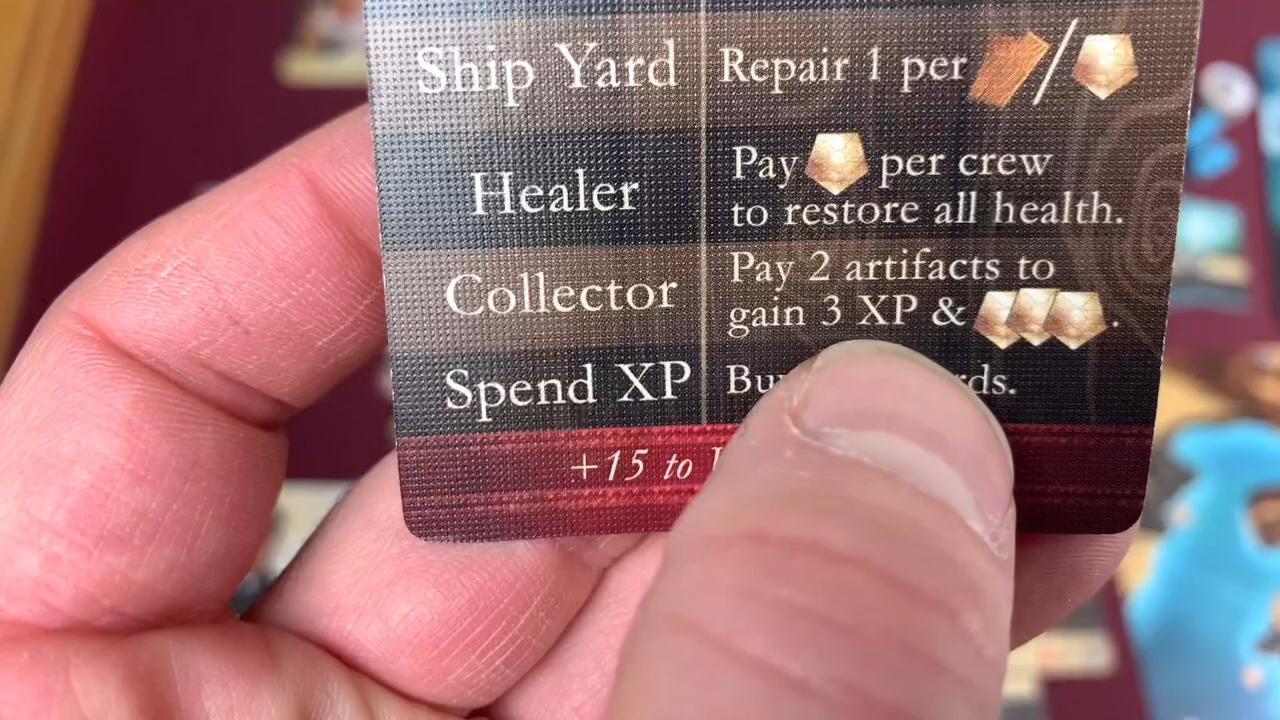 Ship Yard Repair 1 per /
Healer Pay per crew
to restore all health.
Collector Pay 2 artifacts to
gain 3 XP & .
Spend XP
+15 to